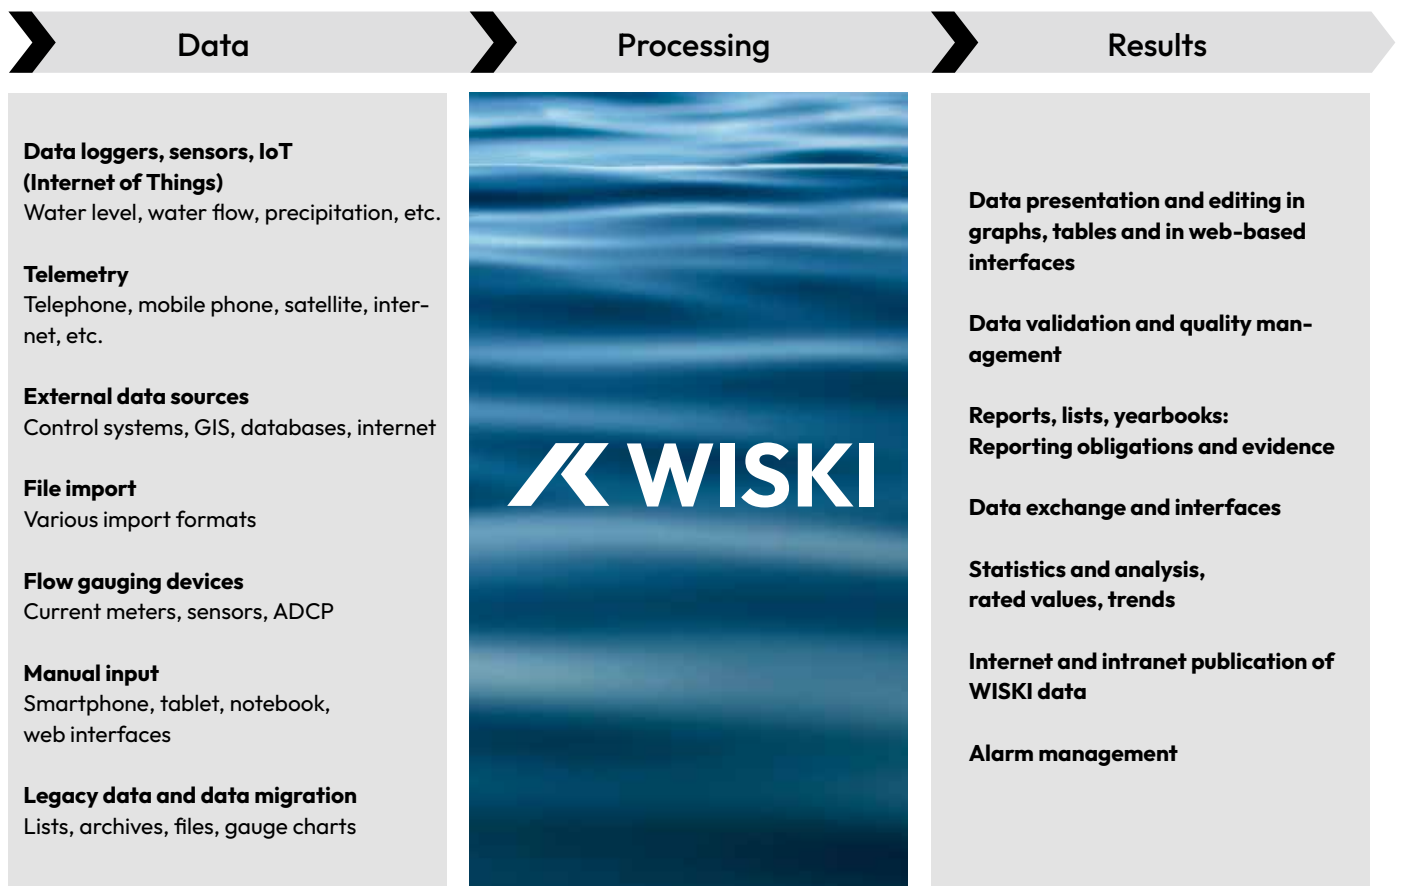 Data
Processing
Results
Data loggers, sensors, IoT
(Internet of Things)
Water level, water flow, precipitation, etc.
Telemetry
Telephone, mobile phone, satellite, inter-
net, etc.
External data sources
Control systems, GIS, databases, internet
File import
Various import formats
Flow gauging devices
Current meters, sensors, ADCP
Manual input
Smartphone, tablet, notebook,
web interfaces
Legacy data and data migration
Lists, archives, files, gauge charts
WISKI
Data presentation and editing in
graphs, tables and in web-based
interfaces
Data validation and quality man-
agement
Reports, lists, yearbooks:
Reporting obligations and evidence
Data exchange and interfaces
Statistics and analysis,
rated values, trends
Internet and intranet publication of
WISKI data
Alarm management